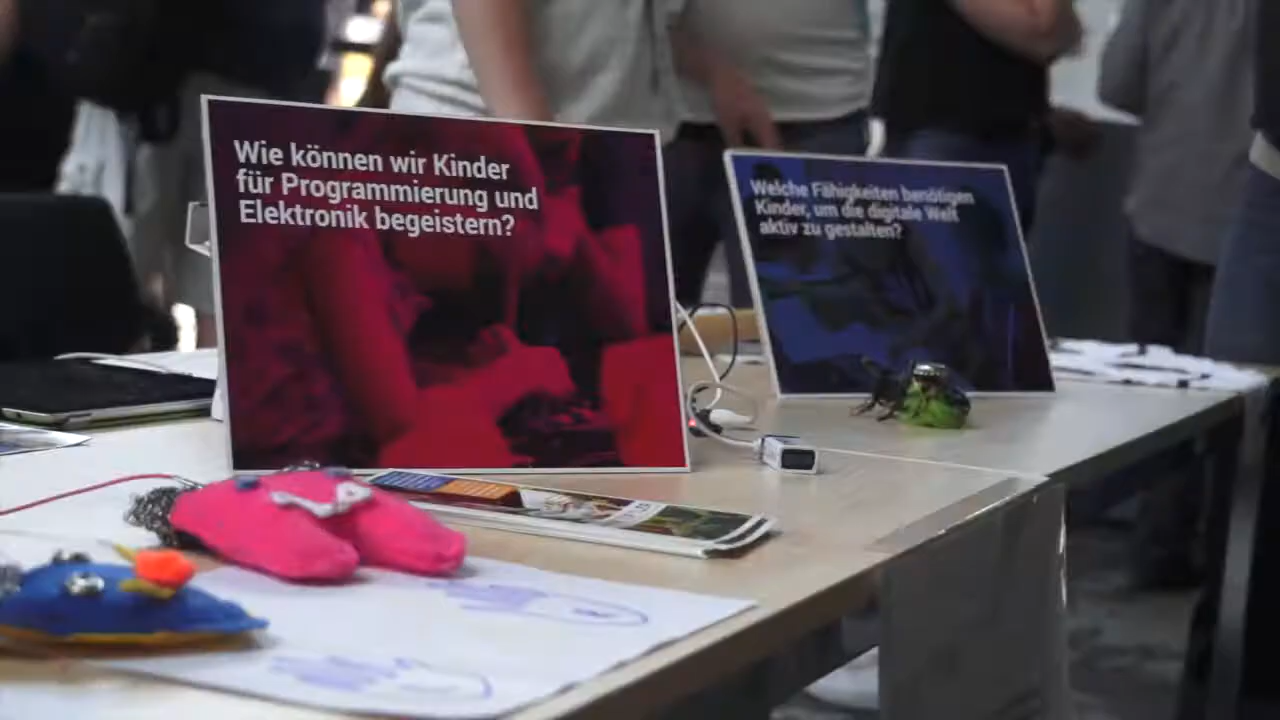 Wie können wir Kinder
für Programmierung und
Elektronik begeistern?
Welche Fähigkeiten benötigen
Kinder, um die digitale Welt
aktiv zu gestalten?